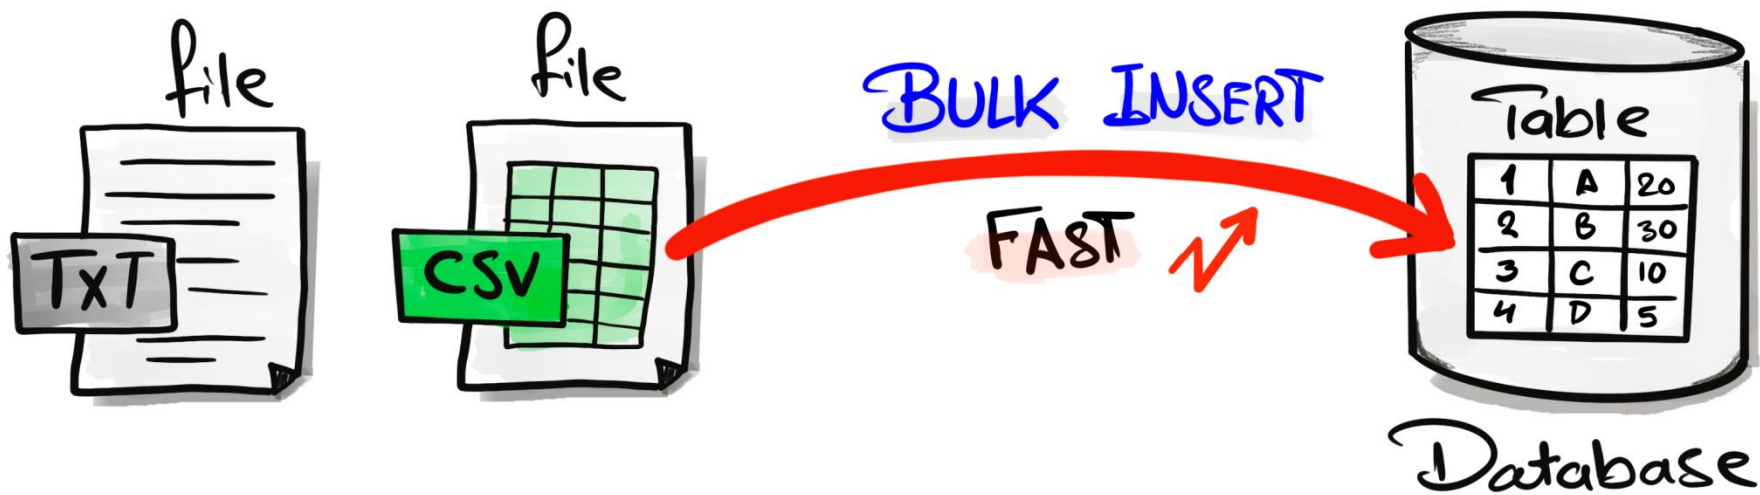 file
TXT
file
CSV
BULK INSERT
FAST
Table
1 A 20
2 B 30
3 C 10
4 D 5
Database